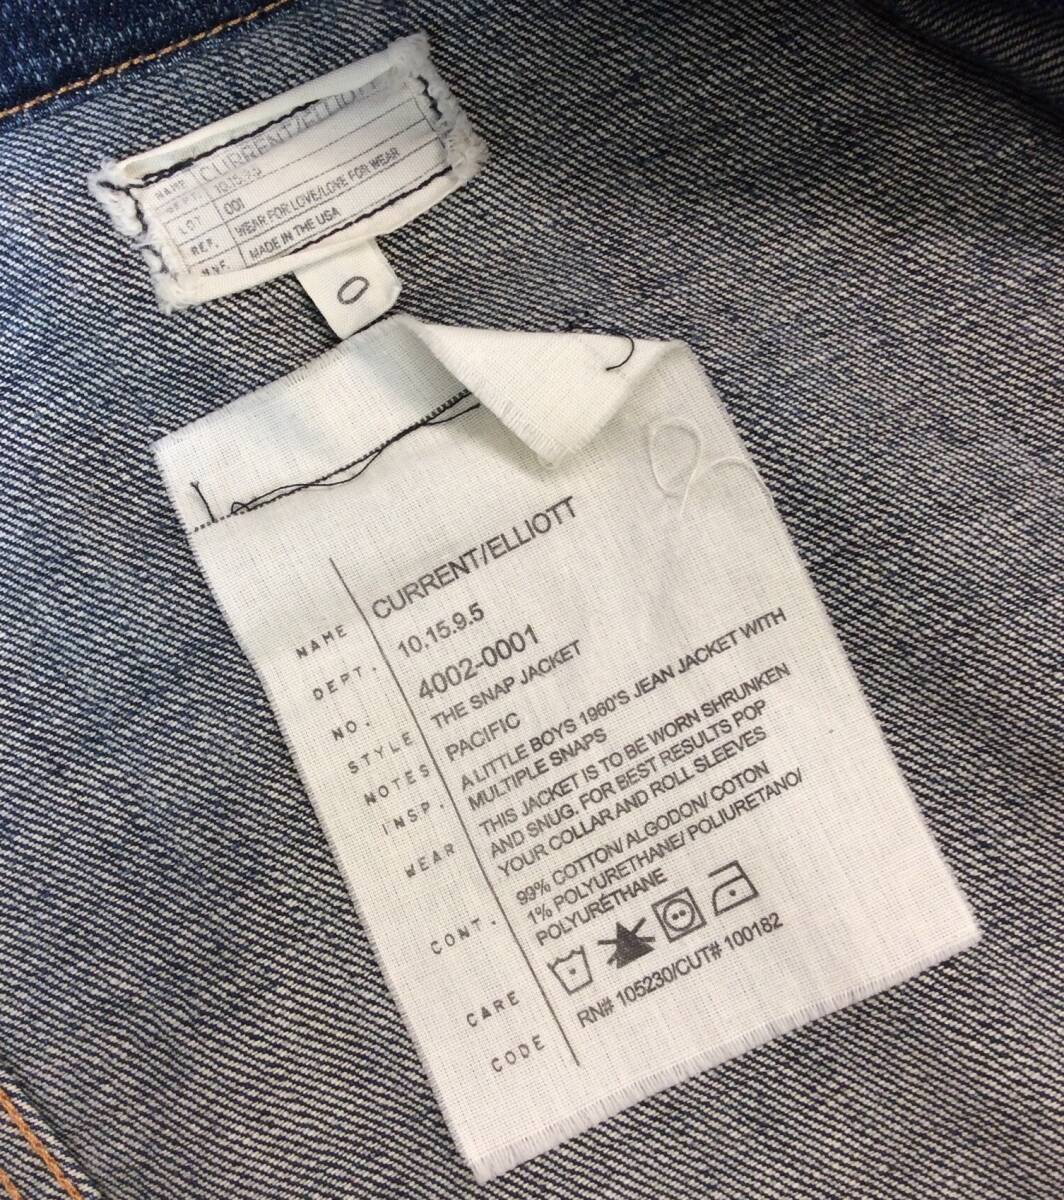 NAME CURRENT/ELLIOTT
DEPT. 10.15.9.5
LOT 001
REF. WEAR FOR LOVE/LOVE FOR WEAR
MADE IN THE USA
0
NAME CURRENT/ELLIOTT
DEPT. 10.15.9.5
NO. 4002-0001
STYLE THE SNAP JACKET
NOTES PACIFIC
INSP. A LITTLE BOYS 1960'S JEAN JACKET WITH
MULTIPLE SNAPS
WEAR THIS JACKET IS TO BE WORN SHRUNKEN
AND SNUG. FOR BEST RESULTS POP
YOUR COLLAR AND ROLL SLEEVES
CONT. 99% COTTON/ ALGODON/ COTON
1% POLYURETHANE/ POLIURETANO/
POLYURÉTHANE
CARE
CODE RN# 105230/CUT# 100182